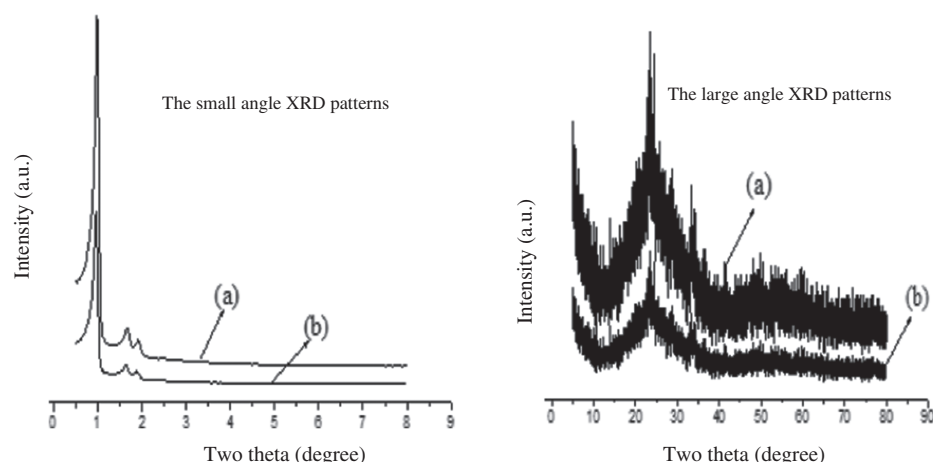 The small angle XRD patterns
Intensity (a.u.)
(a)
(b)
0 1 2 3 4 5 6 7 8 9
Two theta (degree)
The large angle XRD patterns
Intensity (a.u.)
(a)
(b)
0 10 20 30 40 50 60 70 80 90
Two theta (degree)